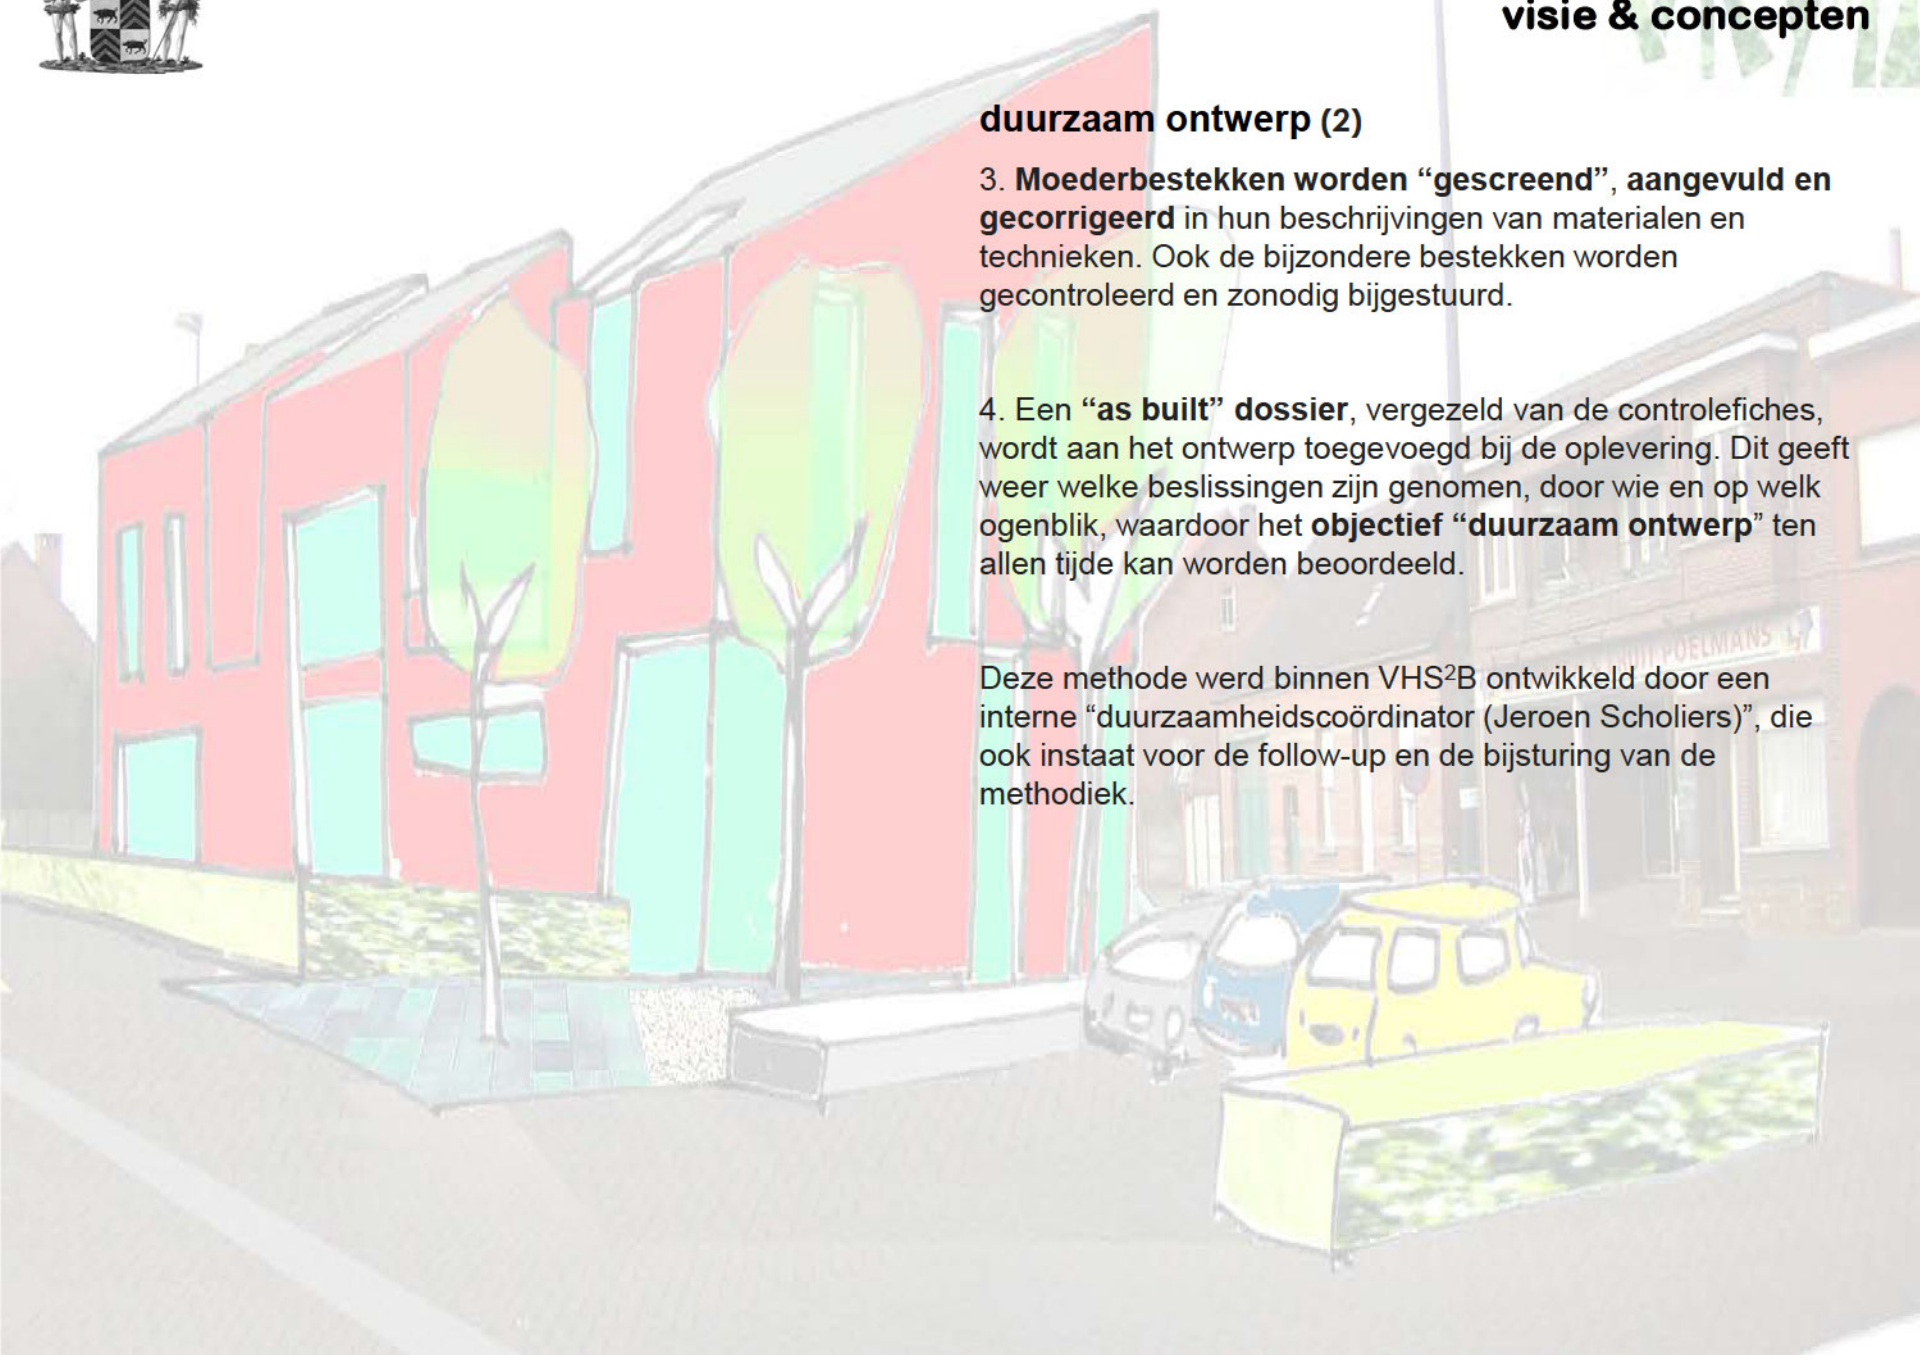 visie & concepten
duurzaam ontwerp (2)
3. Moederbestekken worden “gescreend”, aangevuld en
gecorrigeerd in hun beschrijvingen van materialen en
technieken. Ook de bijzondere bestekken worden
gecontroleerd en zonodig bijgestuurd.
4. Een “as built” dossier, vergezeld van de controlefiches,
wordt aan het ontwerp toegevoegd bij de oplevering. Dit geeft
weer welke beslissingen zijn genomen, door wie en op welk
ogenblik, waardoor het objectief “duurzaam ontwerp” ten
allen tijde kan worden beoordeeld.
POELMANS
Deze methode werd binnen VHS²B ontwikkeld door een
interne “duurzaamheidscoördinator (Jeroen Scholiers)”, die
ook instaat voor de follow-up en de bijsturing van de
methodiek.